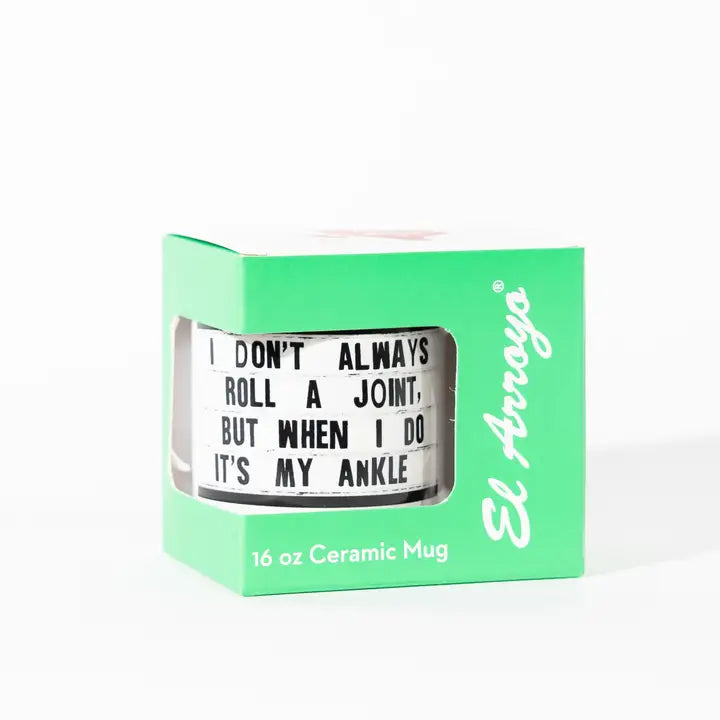 I DON'T ALWAYS
ROLL A JOINT,
BUT WHEN I DO
IT'S MY ANKLE
16 oz Ceramic Mug
El Arroyo®